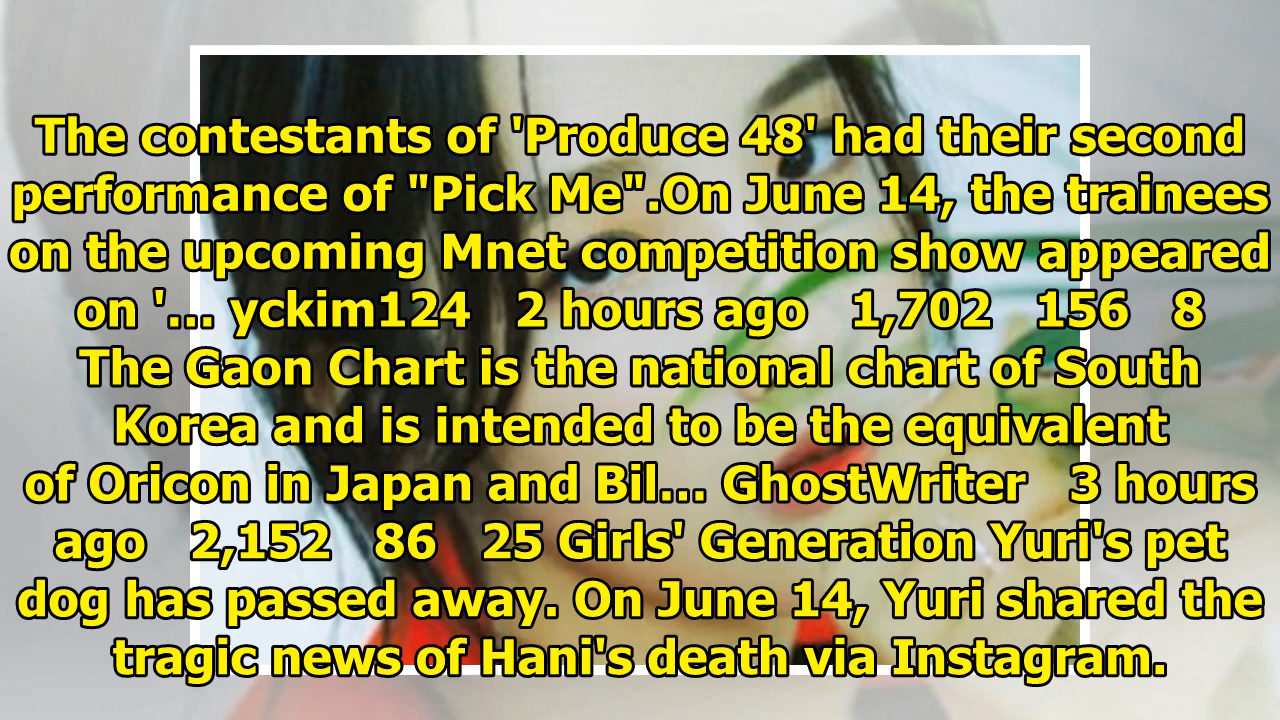 The contestants of 'Produce 48' had their second
performance of "Pick Me".On June 14, the trainees
on the upcoming Mnet competition show appeared
on '... yckim124 2 hours ago 1,702 156 8
The Gaon Chart is the national chart of South
Korea and is intended to be the equivalent
of Oricon in Japan and Bil... GhostWriter 3 hours
ago 2,152 86 25 Girls' Generation Yuri's pet
dog has passed away. On June 14, Yuri shared the
tragic news of Hani's death via Instagram.